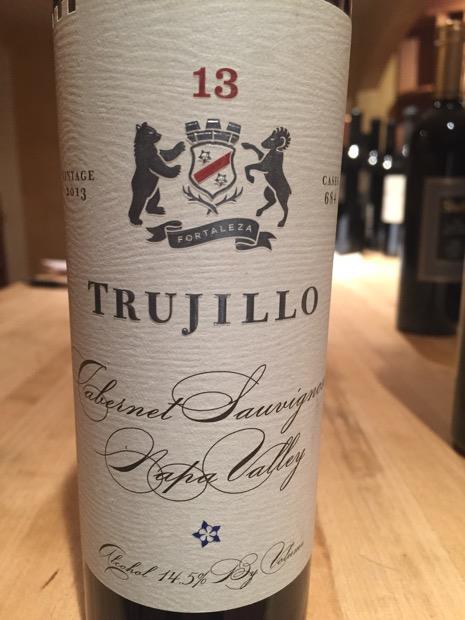 13
VINTAGE
2013
CASES
684
FORTALEZA
TRUJILLO
Cabernet Sauvignon
Napa Valley
Alcohol 14.5% By Volume